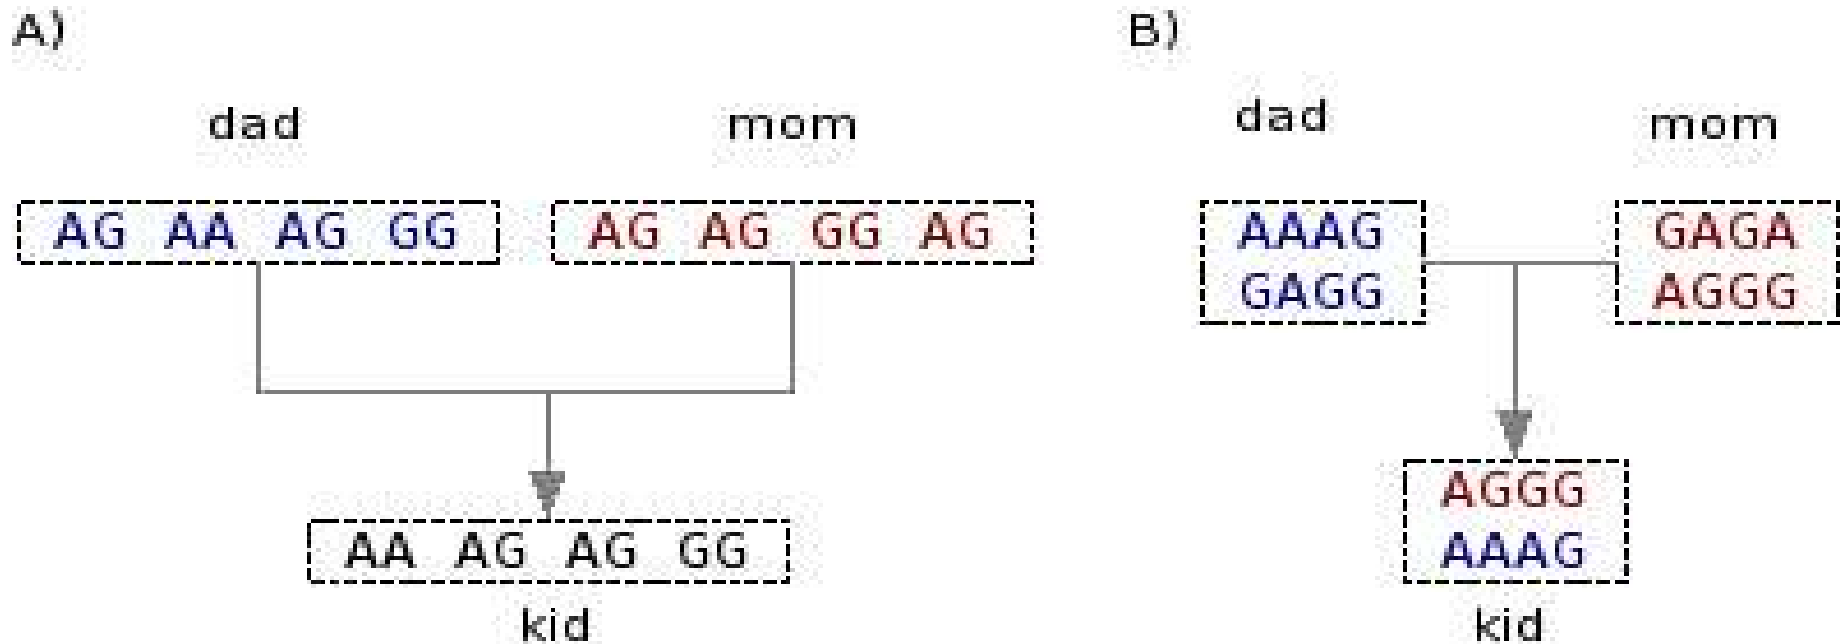 A)
dad mom
AG AA AG GG AG AG GG AG
AA AG AG GG
kid
B)
dad mom
AAAG GAGA
GAGG AGGG
AGGG
AAAG
kid